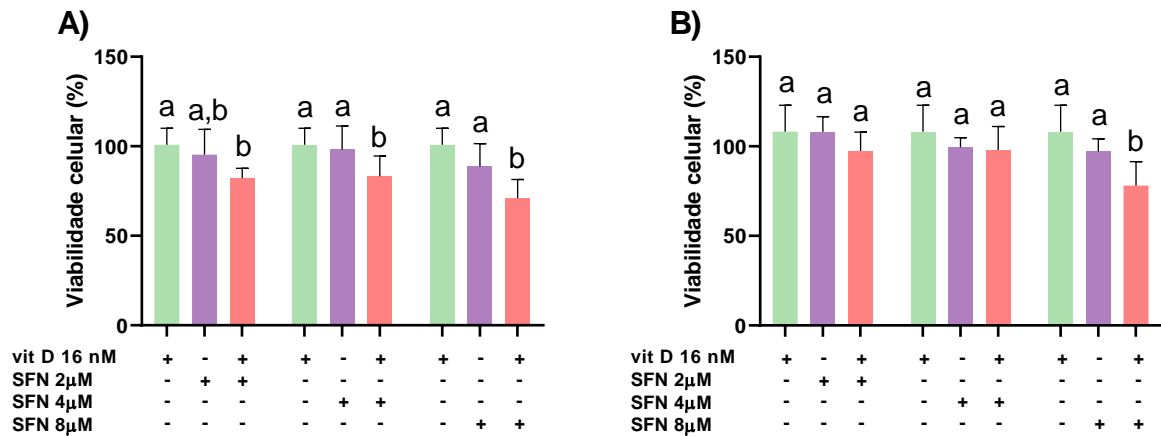 A)
150
100
50
0
Viabilidade celular (%)
a a,b b a a b a a b
vit D 16 nM + - + + - + + - +
SFN 2μM - + + - - - - - -
SFN 4μM - - - - + + - - -
SFN 8μM - - - - - - - + +
B)
150
100
50
0
Viabilidade celular (%)
a a a a a a a a b
vit D 16 nM + - + + - + + - +
SFN 2μM - + + - - - - - -
SFN 4μM - - - - + + - - -
SFN 8μM - - - - - - - + +